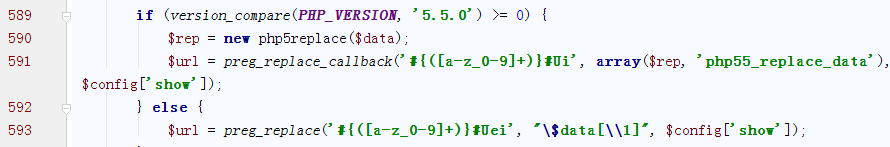 589 if (version_compare(PHP_VERSION, '5.5.0') >= 0) {
590 $rep = new php5replace($data);
591 $url = preg_replace_callback('#{([a-z_0-9]+)}#Ui', array($rep, 'php55_replace_data'),
$config['show']);
592 } else {
593 $url = preg_replace('#{([a-z_0-9]+)}#Uei', "\$data[\\1]", $config['show']);